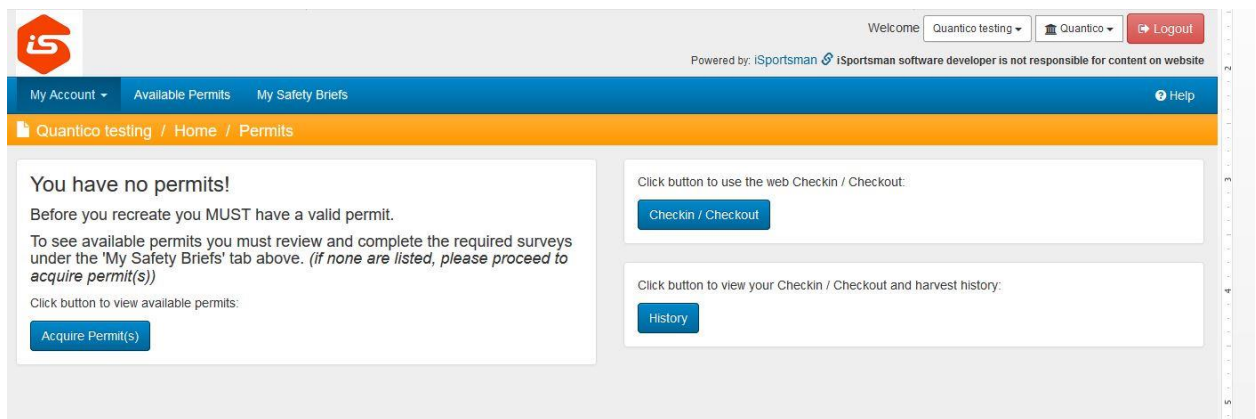 iS
Welcome Quantico testing Quantico Logout
Powered by: iSportsman iSportsman software developer is not responsible for content on website
My Account Available Permits My Safety Briefs Help
Quantico testing / Home / Permits
You have no permits!
Before you recreate you MUST have a valid permit.
To see available permits you must review and complete the required surveys
under the 'My Safety Briefs' tab above. (if none are listed, please proceed to
acquire permit(s))
Click button to view available permits:
Acquire Permit(s)
Click button to use the web Checkin / Checkout:
Checkin / Checkout
Click button to view your Checkin / Checkout and harvest history:
History
2
3
4
5